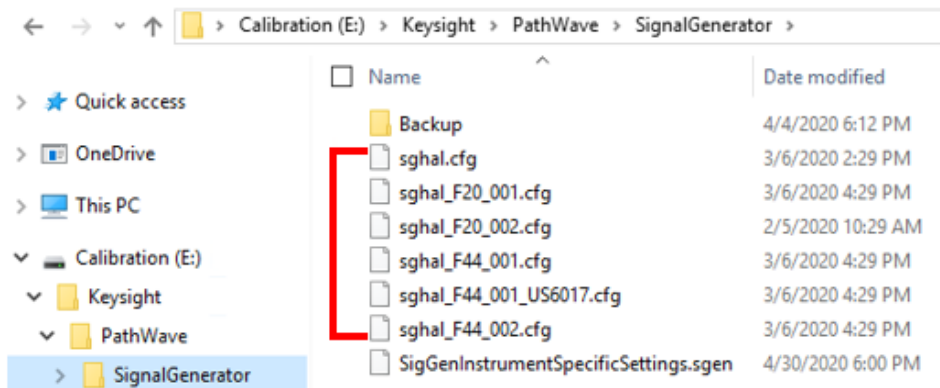 Calibration (E:) > Keysight > PathWave > SignalGenerator >
Name Date modified
Quick access
OneDrive
This PC
Calibration (E:)
Keysight
PathWave
SignalGenerator
Backup 4/4/2020 6:12 PM
sghal.cfg 3/6/2020 2:29 PM
sghal_F20_001.cfg 3/6/2020 4:29 PM
sghal_F20_002.cfg 2/5/2020 10:29 AM
sghal_F44_001.cfg 3/6/2020 4:29 PM
sghal_F44_001_US6017.cfg 3/6/2020 4:29 PM
sghal_F44_002.cfg 3/6/2020 4:29 PM
SigGenInstrumentSpecificSettings.sgen 4/30/2020 6:00 PM